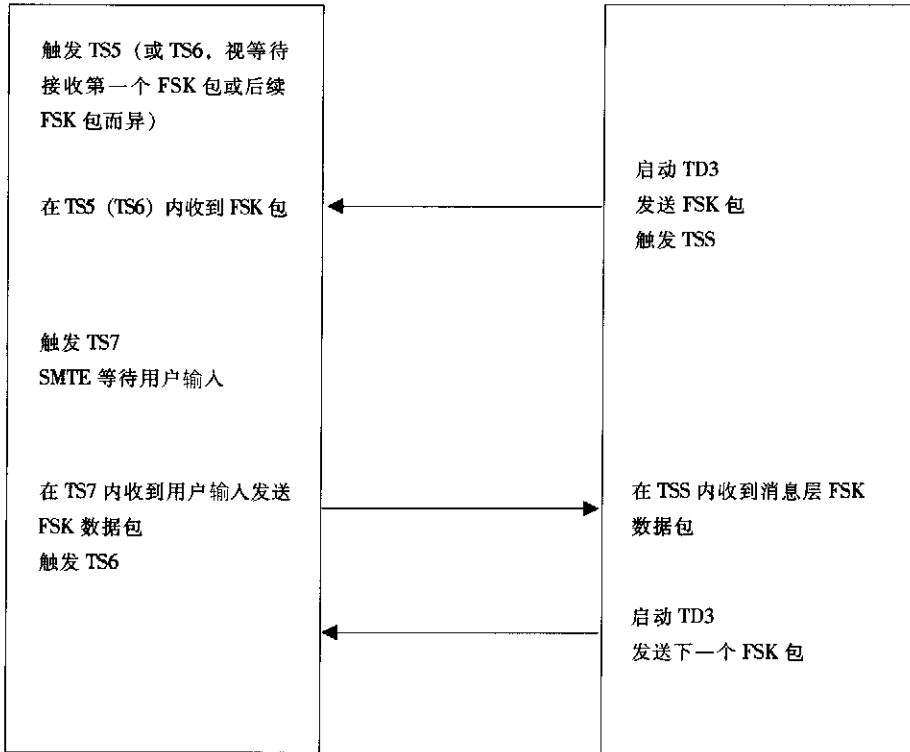 触发 TS5（或 TS6，视等待
接收第一个 FSK 包或后续
FSK 包而异）
在 TS5（TS6）内收到 FSK 包
触发 TS7
SMTE 等待用户输入
在 TS7 内收到用户输入发送
FSK 数据包
触发 TS6
启动 TD3
发送 FSK 包
触发 TSS
在 TSS 内收到消息层 FSK
数据包
启动 TD3
发送下一个 FSK 包